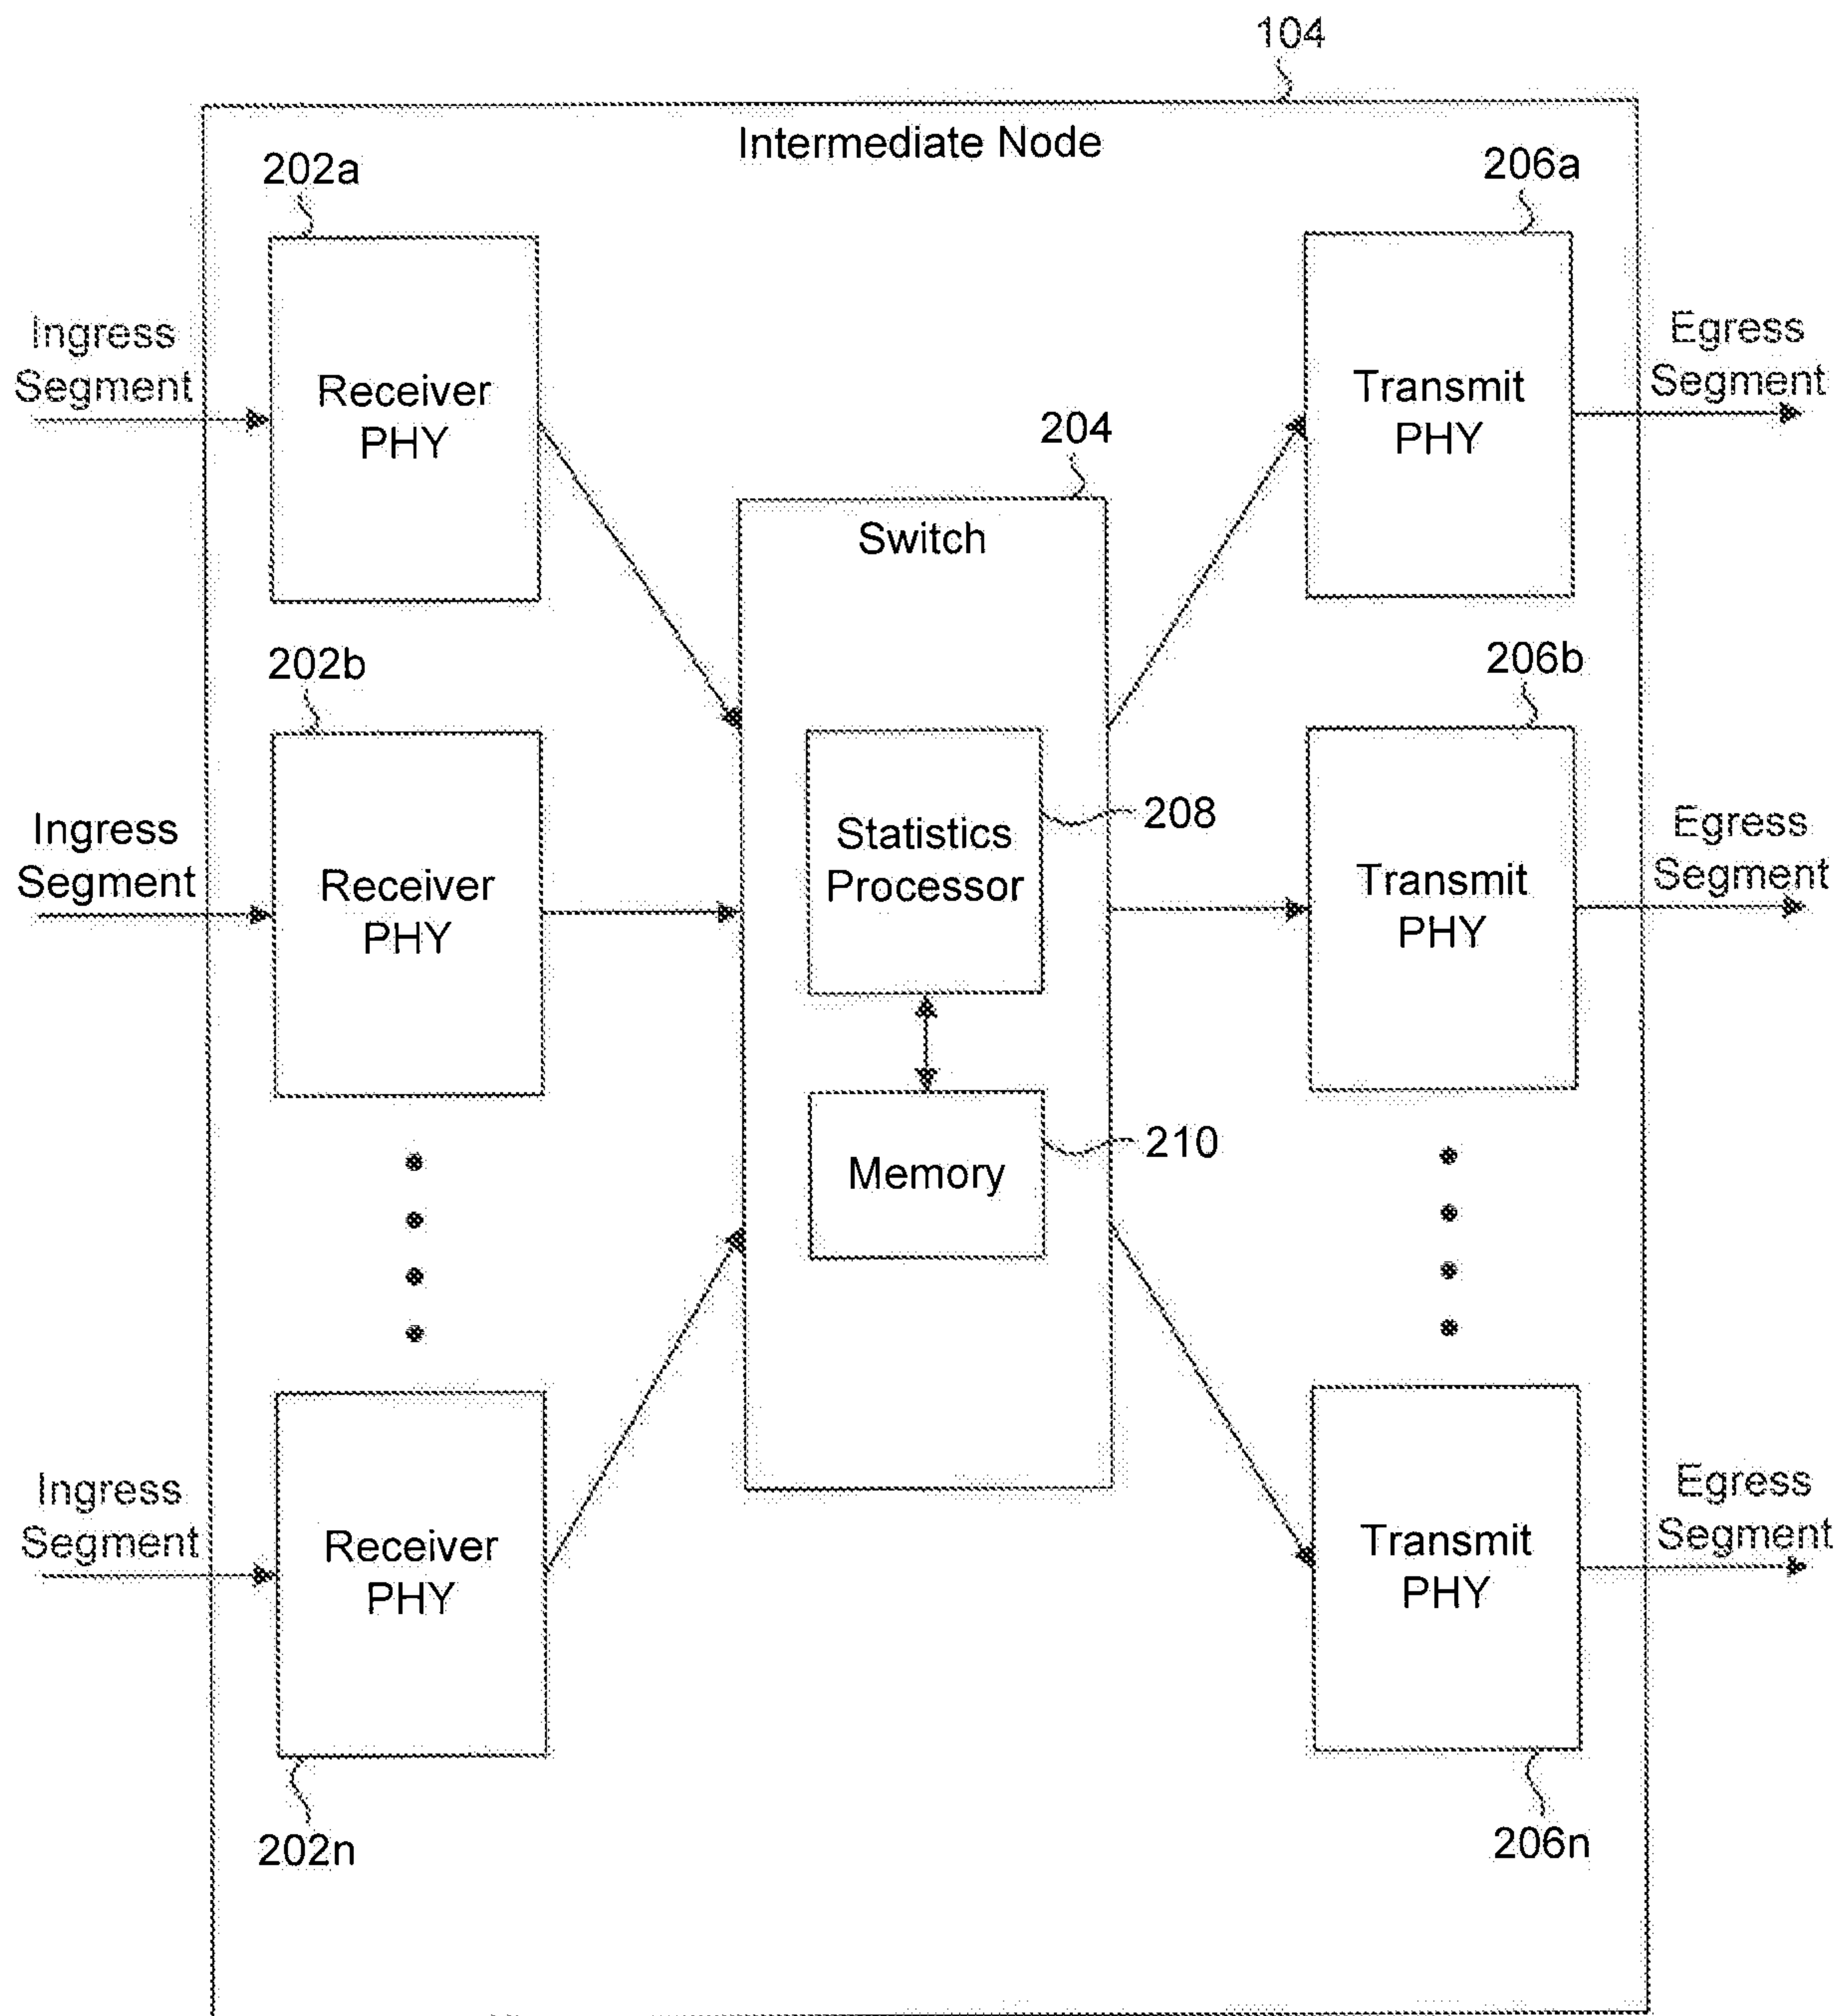 104
Intermediate Node
202a
206a
Ingress
Segment
Receiver
PHY
Transmit
PHY
Egress
Segment
204
Switch
202b
206b
Ingress
Segment
Receiver
PHY
Statistics
Processor
208
Transmit
PHY
Egress
Segment
Memory
210
Ingress
Segment
Receiver
PHY
Transmit
PHY
Egress
Segment
202n
206n